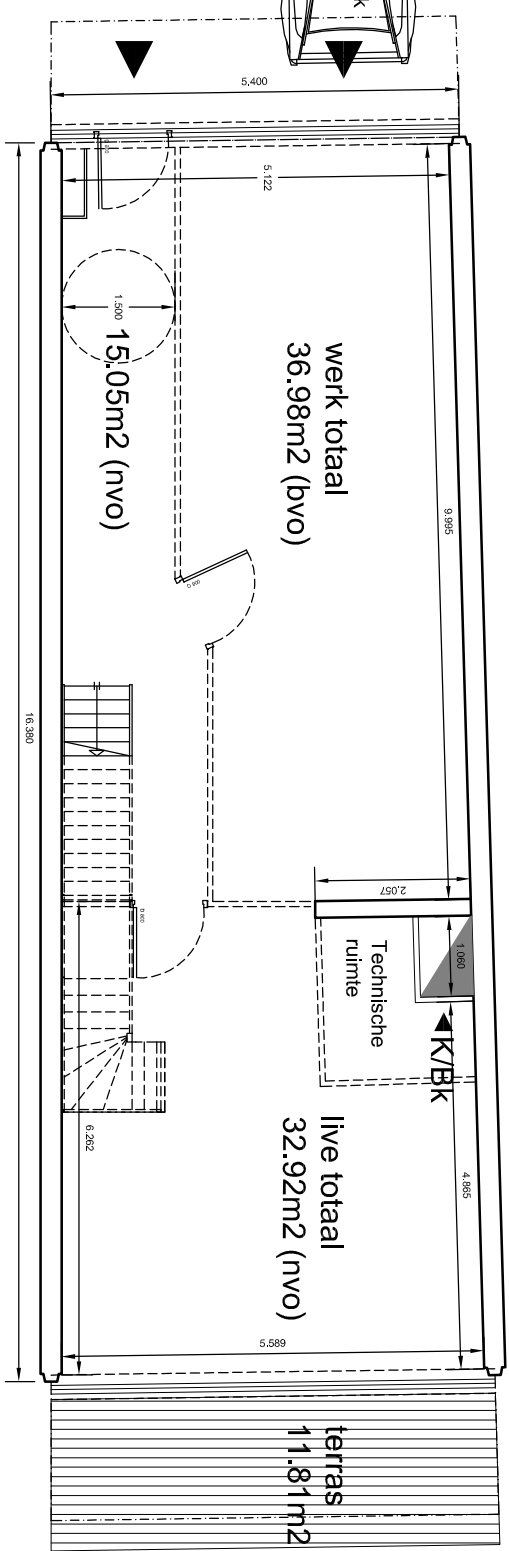 k
5.400
5.122
1.500
15.05m2 (nvo)
werk totaal
36.98m2 (bvo)
9.995
D 900
16.380
2.057
1.060
Technische
ruimte
K/Bk
D 800
6.262
4.865
live totaal
32.92m2 (nvo)
5.589
terras
11.81m2